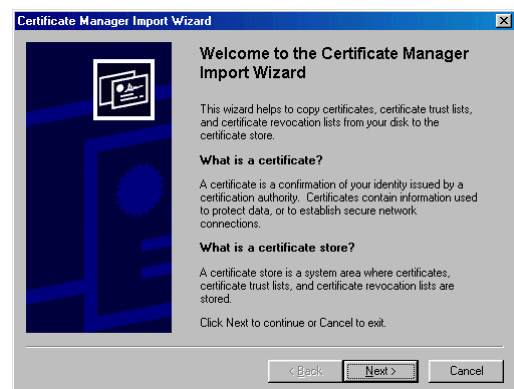 Certificate Manager Import Wizard
Welcome to the Certificate Manager
Import Wizard
This wizard helps to copy certificates, certificate trust lists,
and certificate revocation lists from your disk to the
certificate store.
What is a certificate?
A certificate is a confirmation of your identity issued by a
certification authority. Certificates contain information used
to protect data, or to establish secure network
connections.
What is a certificate store?
A certificate store is a system area where certificates,
certificate trust lists, and certificate revocation lists are
stored.
Click Next to continue or Cancel to exit.
< Back
Next >
Cancel